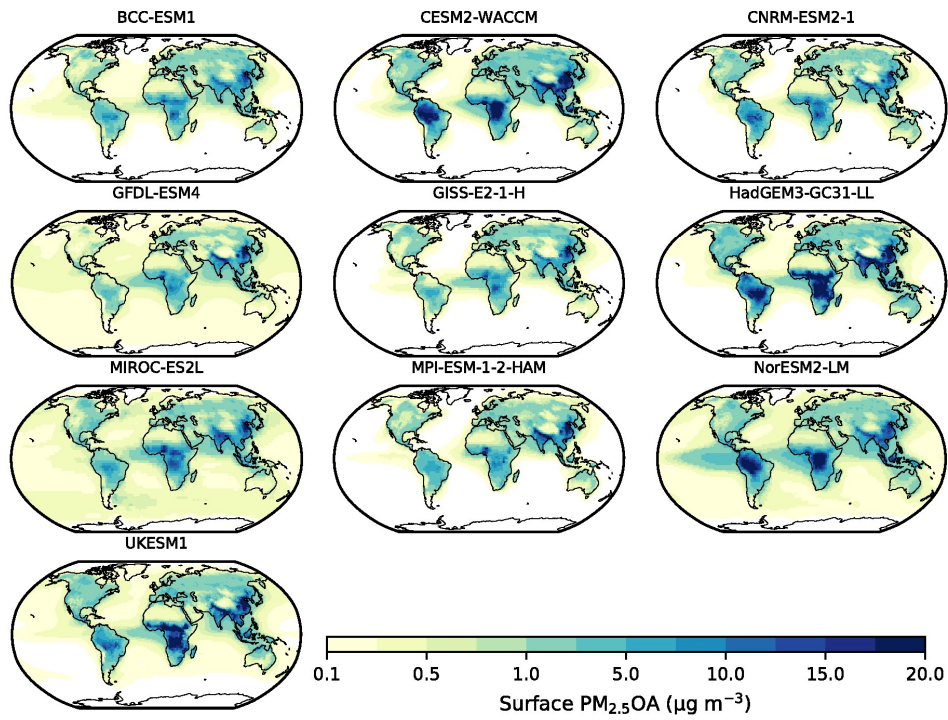 BCC-ESM1
CESM2-WACCM
CNRM-ESM2-1
GFDL-ESM4
GISS-E2-1-H
HadGEM3-GC31-LL
MIROC-ES2L
MPI-ESM-1-2-HAM
NorESM2-LM
UKESM1
0.1 0.5 1.0 5.0 10.0 15.0 20.0
Surface PM₂.₅OA (µg m⁻³)